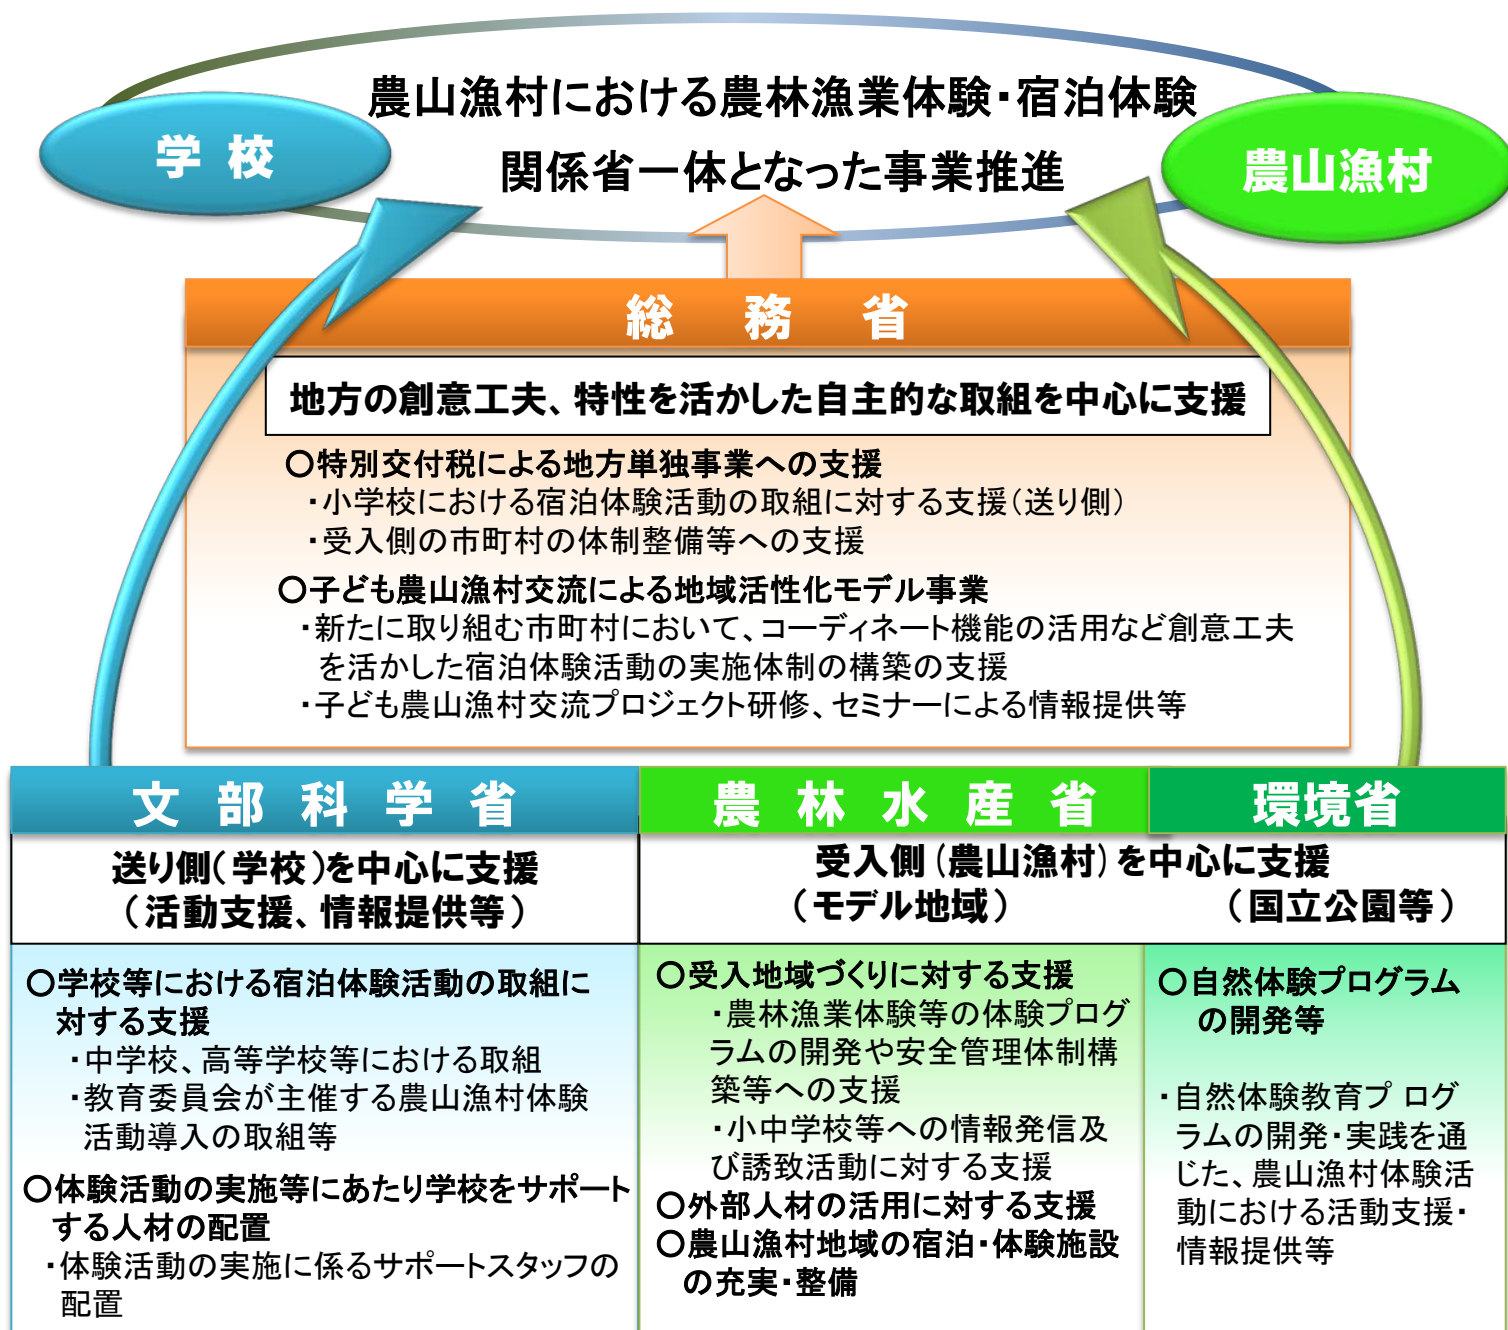 農山漁村における農林漁業体験・宿泊体験
学校
関係省一体となった事業推進
農山漁村
総務省
地方の創意工夫、特性を活かした自主的な取組を中心に支援
○特別交付税による地方単独事業への支援
・小学校における宿泊体験活動の取組に対する支援（送り側）
・受入側の市町村の体制整備等への支援
○子ども農山漁村交流による地域活性化モデル事業
・新たに取り組む市町村において、コーディネート機能の活用など創意工夫
を活かした宿泊体験活動の実施体制の構築の支援
・子ども農山漁村交流プロジェクト研修、セミナーによる情報提供等
文部科学省
送り側（学校）を中心に支援
（活動支援、情報提供等）
○学校等における宿泊体験活動の取組に
対する支援
・中学校、高等学校等における取組
・教育委員会が主催する農山漁村体験
活動導入の取組等
○体験活動の実施等にあたり学校をサポート
する人材の配置
・体験活動の実施に係るサポートスタッフの
配置
農林水産省
環境省
受入側（農山漁村）を中心に支援
（モデル地域）
（国立公園等）
○受入地域づくりに対する支援
・農林漁業体験等の体験プログ
ラムの開発や安全管理体制構
築等への支援
・小中学校等への情報発信及
び誘致活動に対する支援
○外部人材の活用に対する支援
○農山漁村地域の宿泊・体験施設
の充実・整備
○自然体験プログラム
の開発等
・自然体験教育プ ログ
ラムの開発・実践を通
じた、農山漁村体験活
動における活動支援・
情報提供等